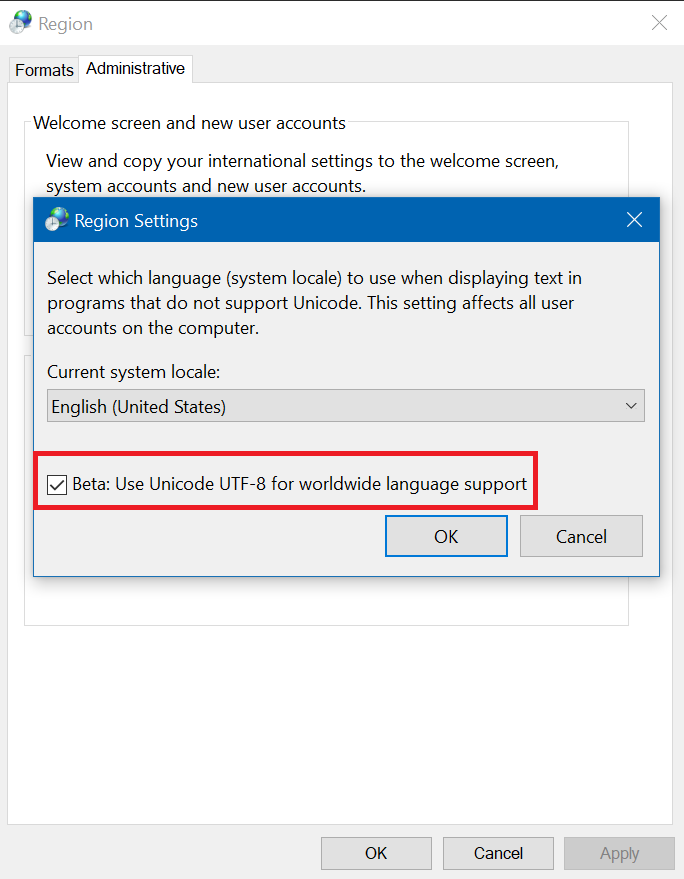 Region
Formats
Administrative
Welcome screen and new user accounts
View and copy your international settings to the welcome screen,
system accounts and new user accounts.
Region Settings
Select which language (system locale) to use when displaying text in
programs that do not support Unicode. This setting affects all user
accounts on the computer.
Current system locale:
English (United States)
Beta: Use Unicode UTF-8 for worldwide language support
OK
Cancel
OK
Cancel
Apply